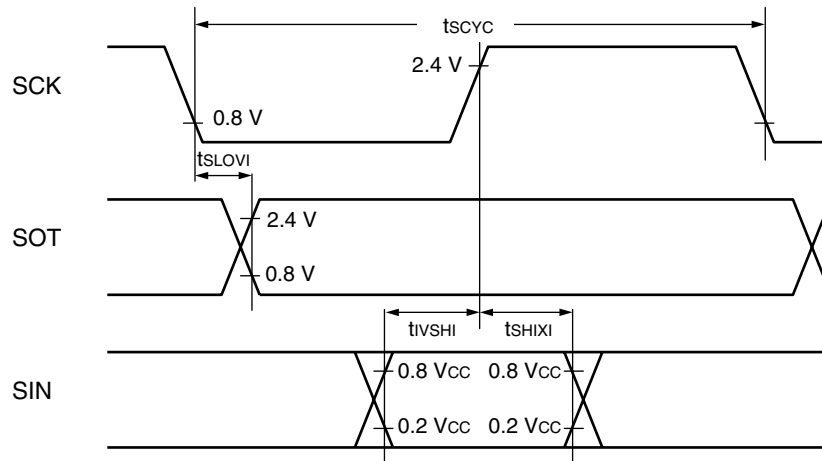 tSCYC
SCK
2.4 V
0.8 V
tSLOVI
SOT
2.4 V
0.8 V
tIVSHI tSHIXI
SIN
0.8 VCC 0.8 VCC
0.2 VCC 0.2 VCC